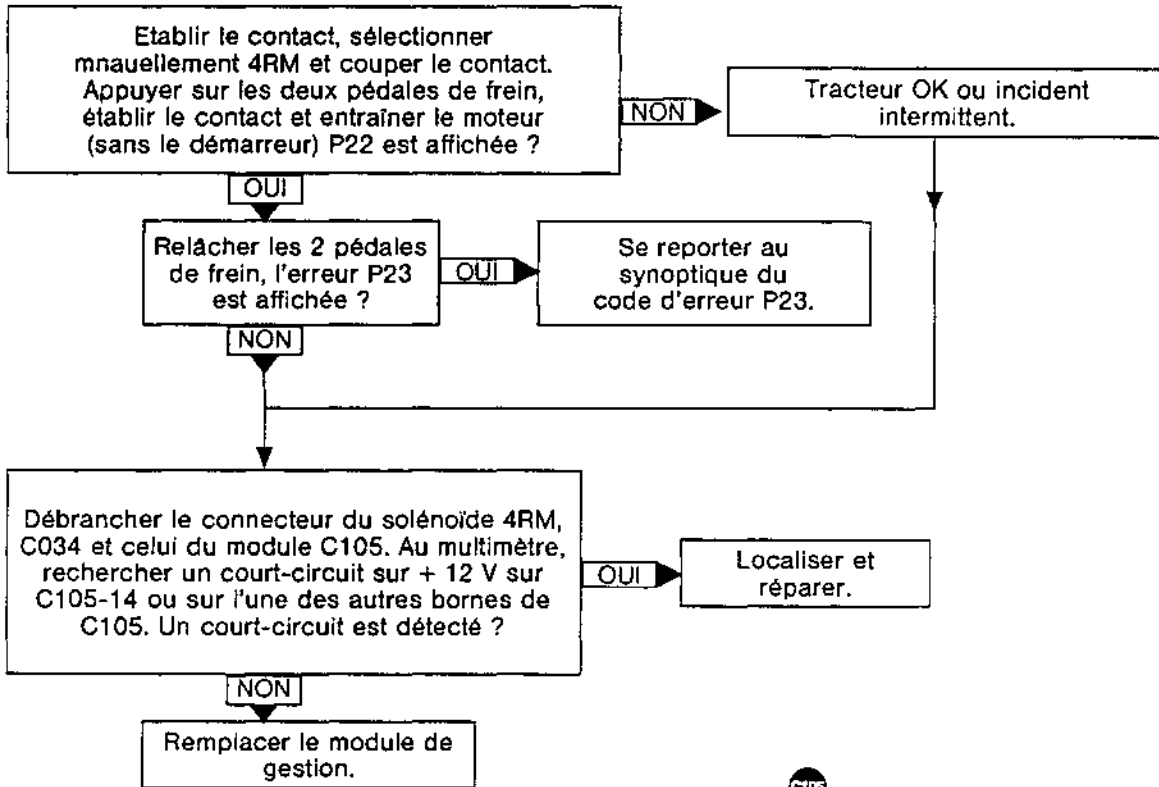 Etablir le contact, sélectionner
mnauellement 4RM et couper le contact.
Appuyer sur les deux pédales de frein,
établir le contact et entraîner le moteur
(sans le démarreur) P22 est affichée ?
NON
Tracteur OK ou incident
intermittent.
OUI
Relâcher les 2 pédales
de frein, l'erreur P23
est affichée ?
OUI
Se reporter au
synoptique du
code d'erreur P23.
NON
Débrancher le connecteur du solénoïde 4RM,
C034 et celui du module C105. Au multimètre,
rechercher un court-circuit sur + 12 V sur
C105-14 ou sur l'une des autres bornes de
C105. Un court-circuit est détecté ?
OUI
Localiser et
réparer.
NON
Remplacer le module de
gestion.
C105